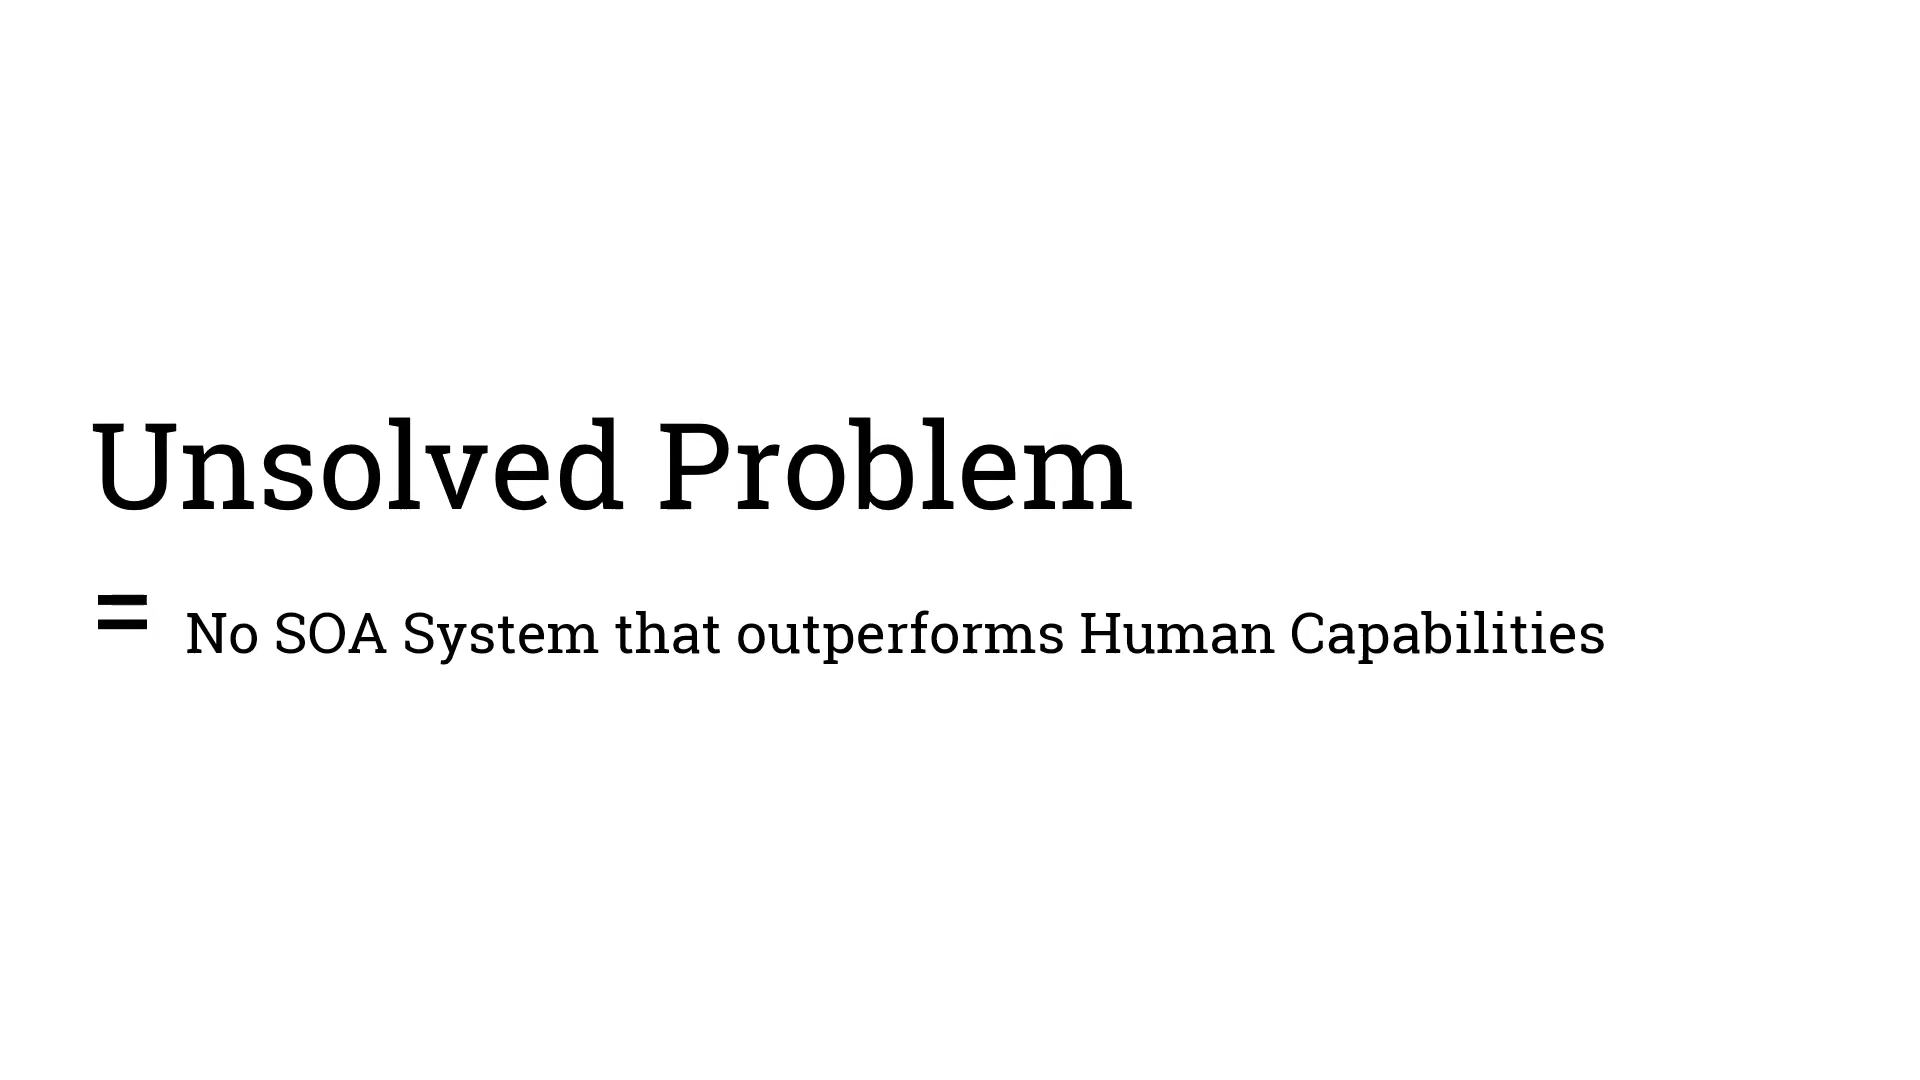 Unsolved Problem
= No SOA System that outperforms Human Capabilities